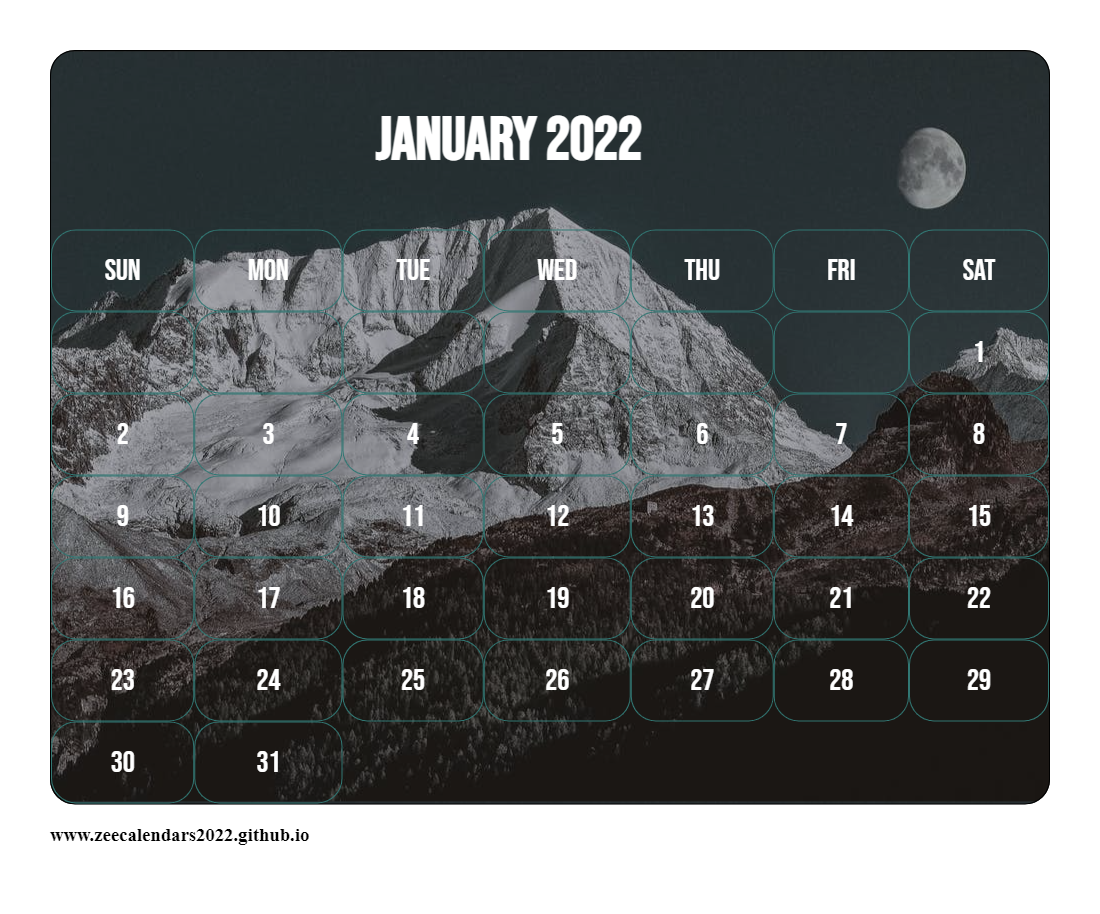 JANUARY 2022
SUN MON TUE WED THU FRI SAT
1
2 3 4 5 6 7 8
9 10 11 12 13 14 15
16 17 18 19 20 21 22
23 24 25 26 27 28 29
30 31
www.zeecalendars2022.github.io